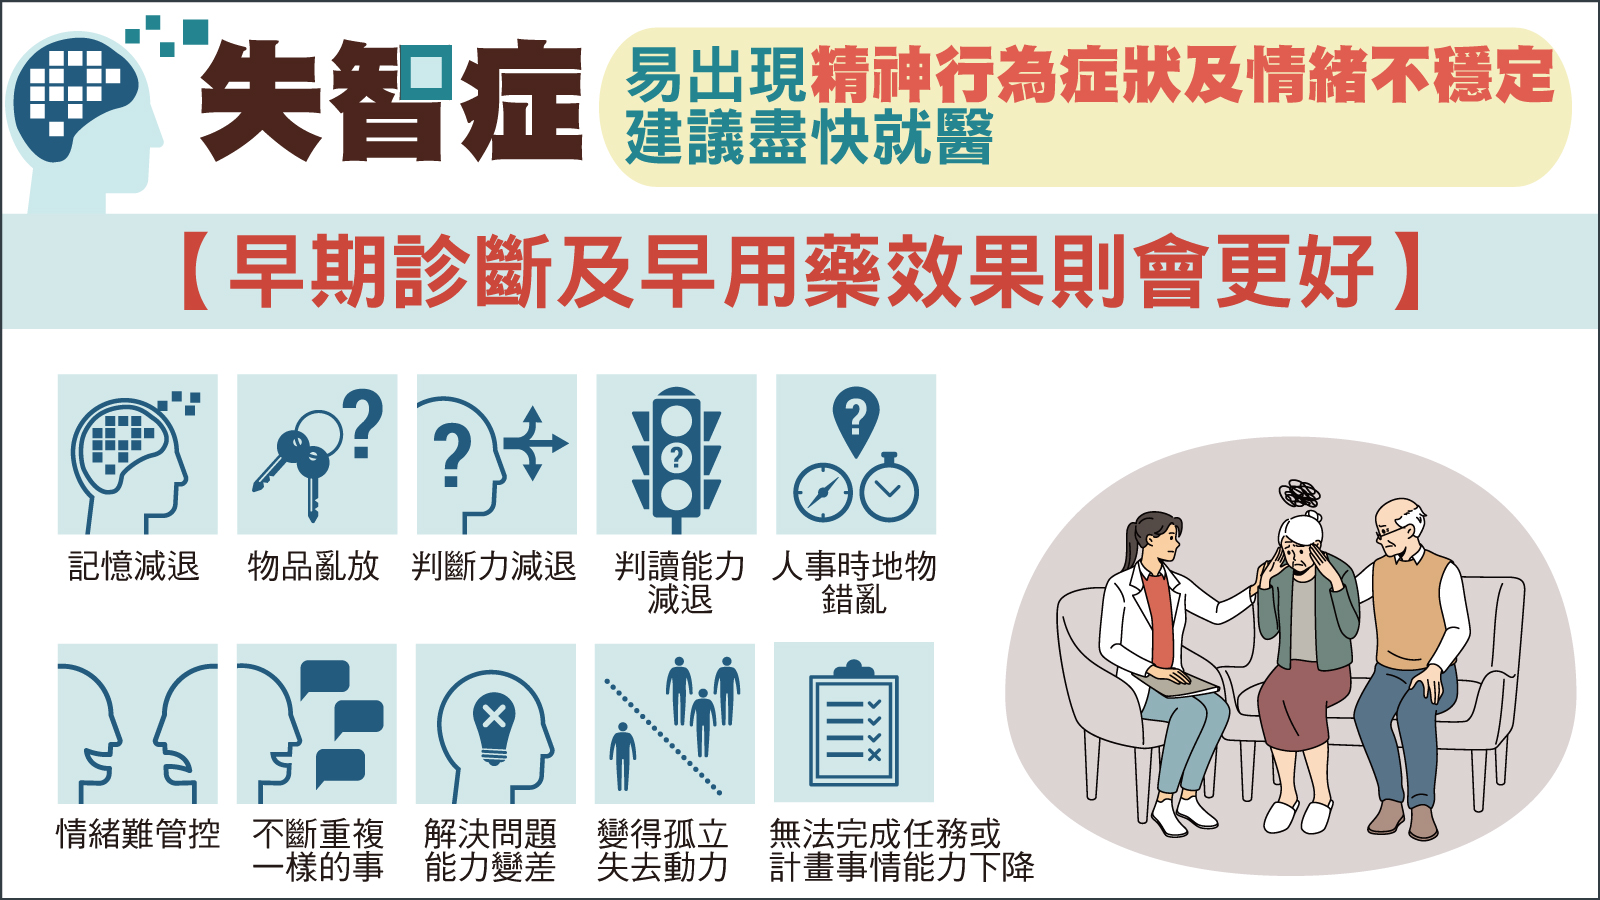 失智症
易出現精神行為症狀及情緒不穩定
建議盡快就醫
【早期診斷及早用藥效果則會更好】
記憶減退
物品亂放
判斷力減退
判讀能力
減退
人事時地物
錯亂
情緒難管控
不斷重複
一樣的事
解決問題
能力變差
變得孤立
失去動力
無法完成任務或
計畫事情能力下降